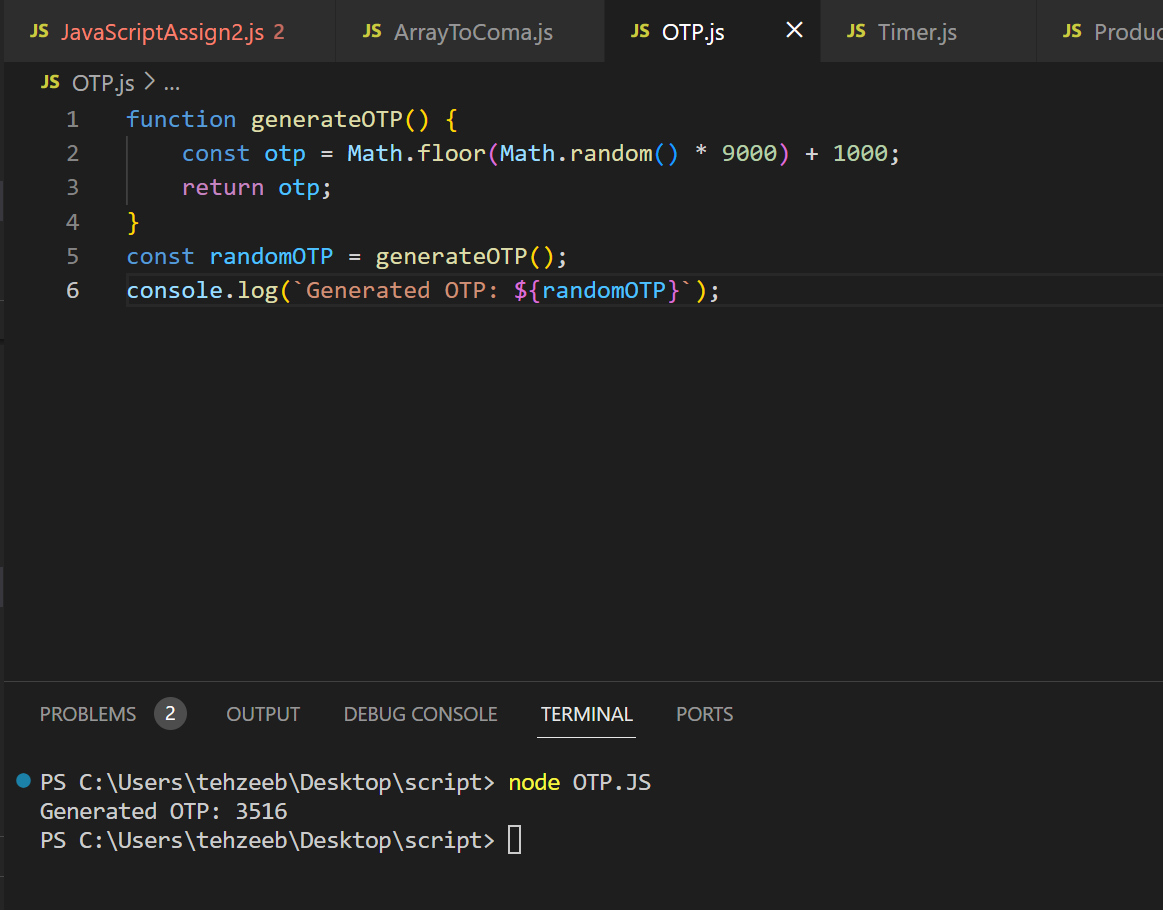 JS JavaScriptAssign2.js 2 JS ArrayToComa.js JS OTP.js × JS Timer.js JS
JS OTP.js > ...
1 function generateOTP() {
2     const otp = Math.floor(Math.random() * 9000) + 1000;
3     return otp;
4 }
5 const randomOTP = generateOTP();
6 console.log(`Generated OTP: ${randomOTP}`);
PROBLEMS 2 OUTPUT DEBUG CONSOLE TERMINAL PORTS
PS C:\Users\tehzeeb\Desktop\script> node OTP.JS
Generated OTP: 3516
PS C:\Users\tehzeeb\Desktop\script>